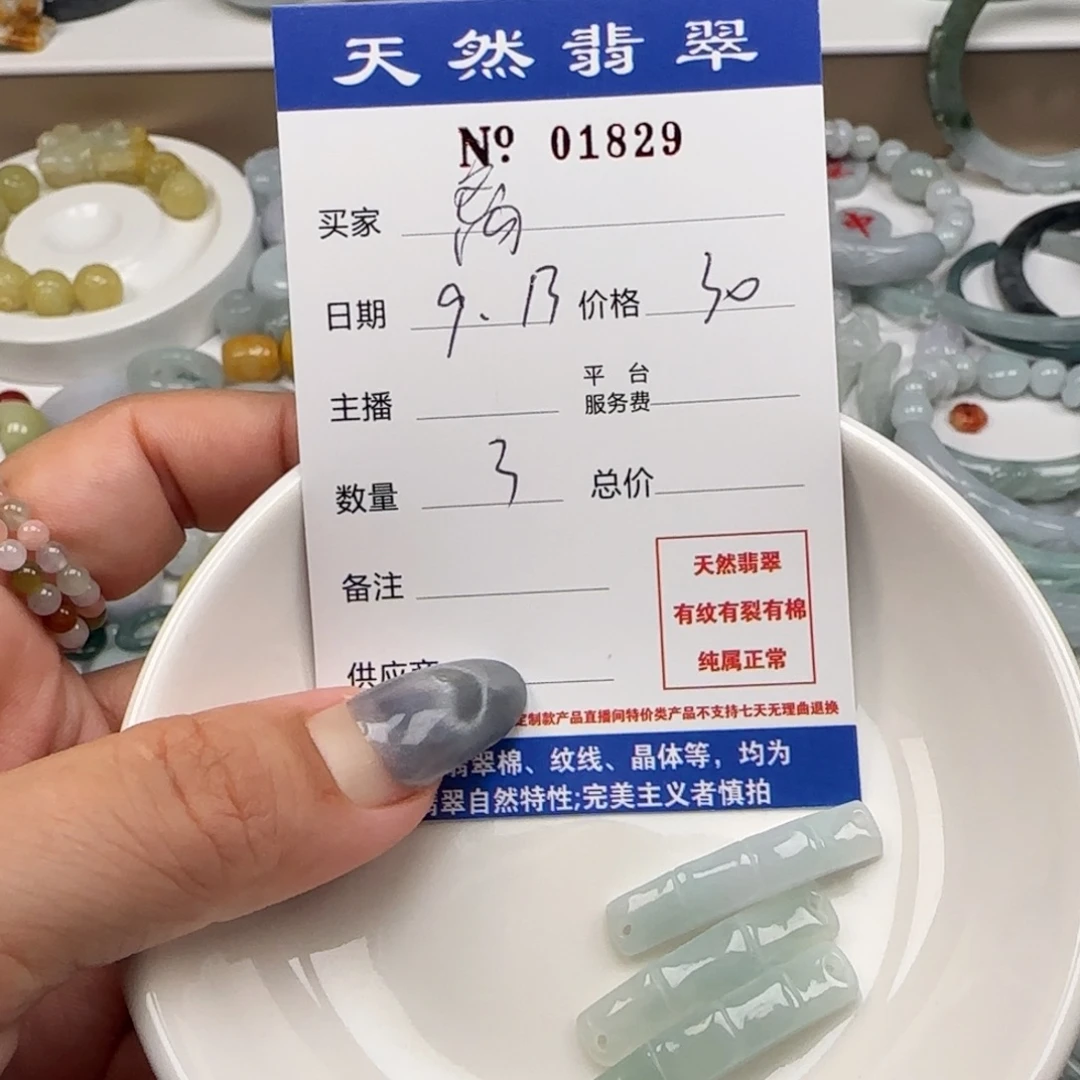 天然翡翠
Nº 01829
买家
日期 9.13 价格 30
主播 平台服务费
数量 3 总价
备注
天然翡翠
有纹有裂有棉
纯属正常
供应商
定制款产品直播间特价类产品不支持七天无理由退换
翡翠棉、纹线、晶体等，均为
翡翠自然特性;完美主义者慎拍